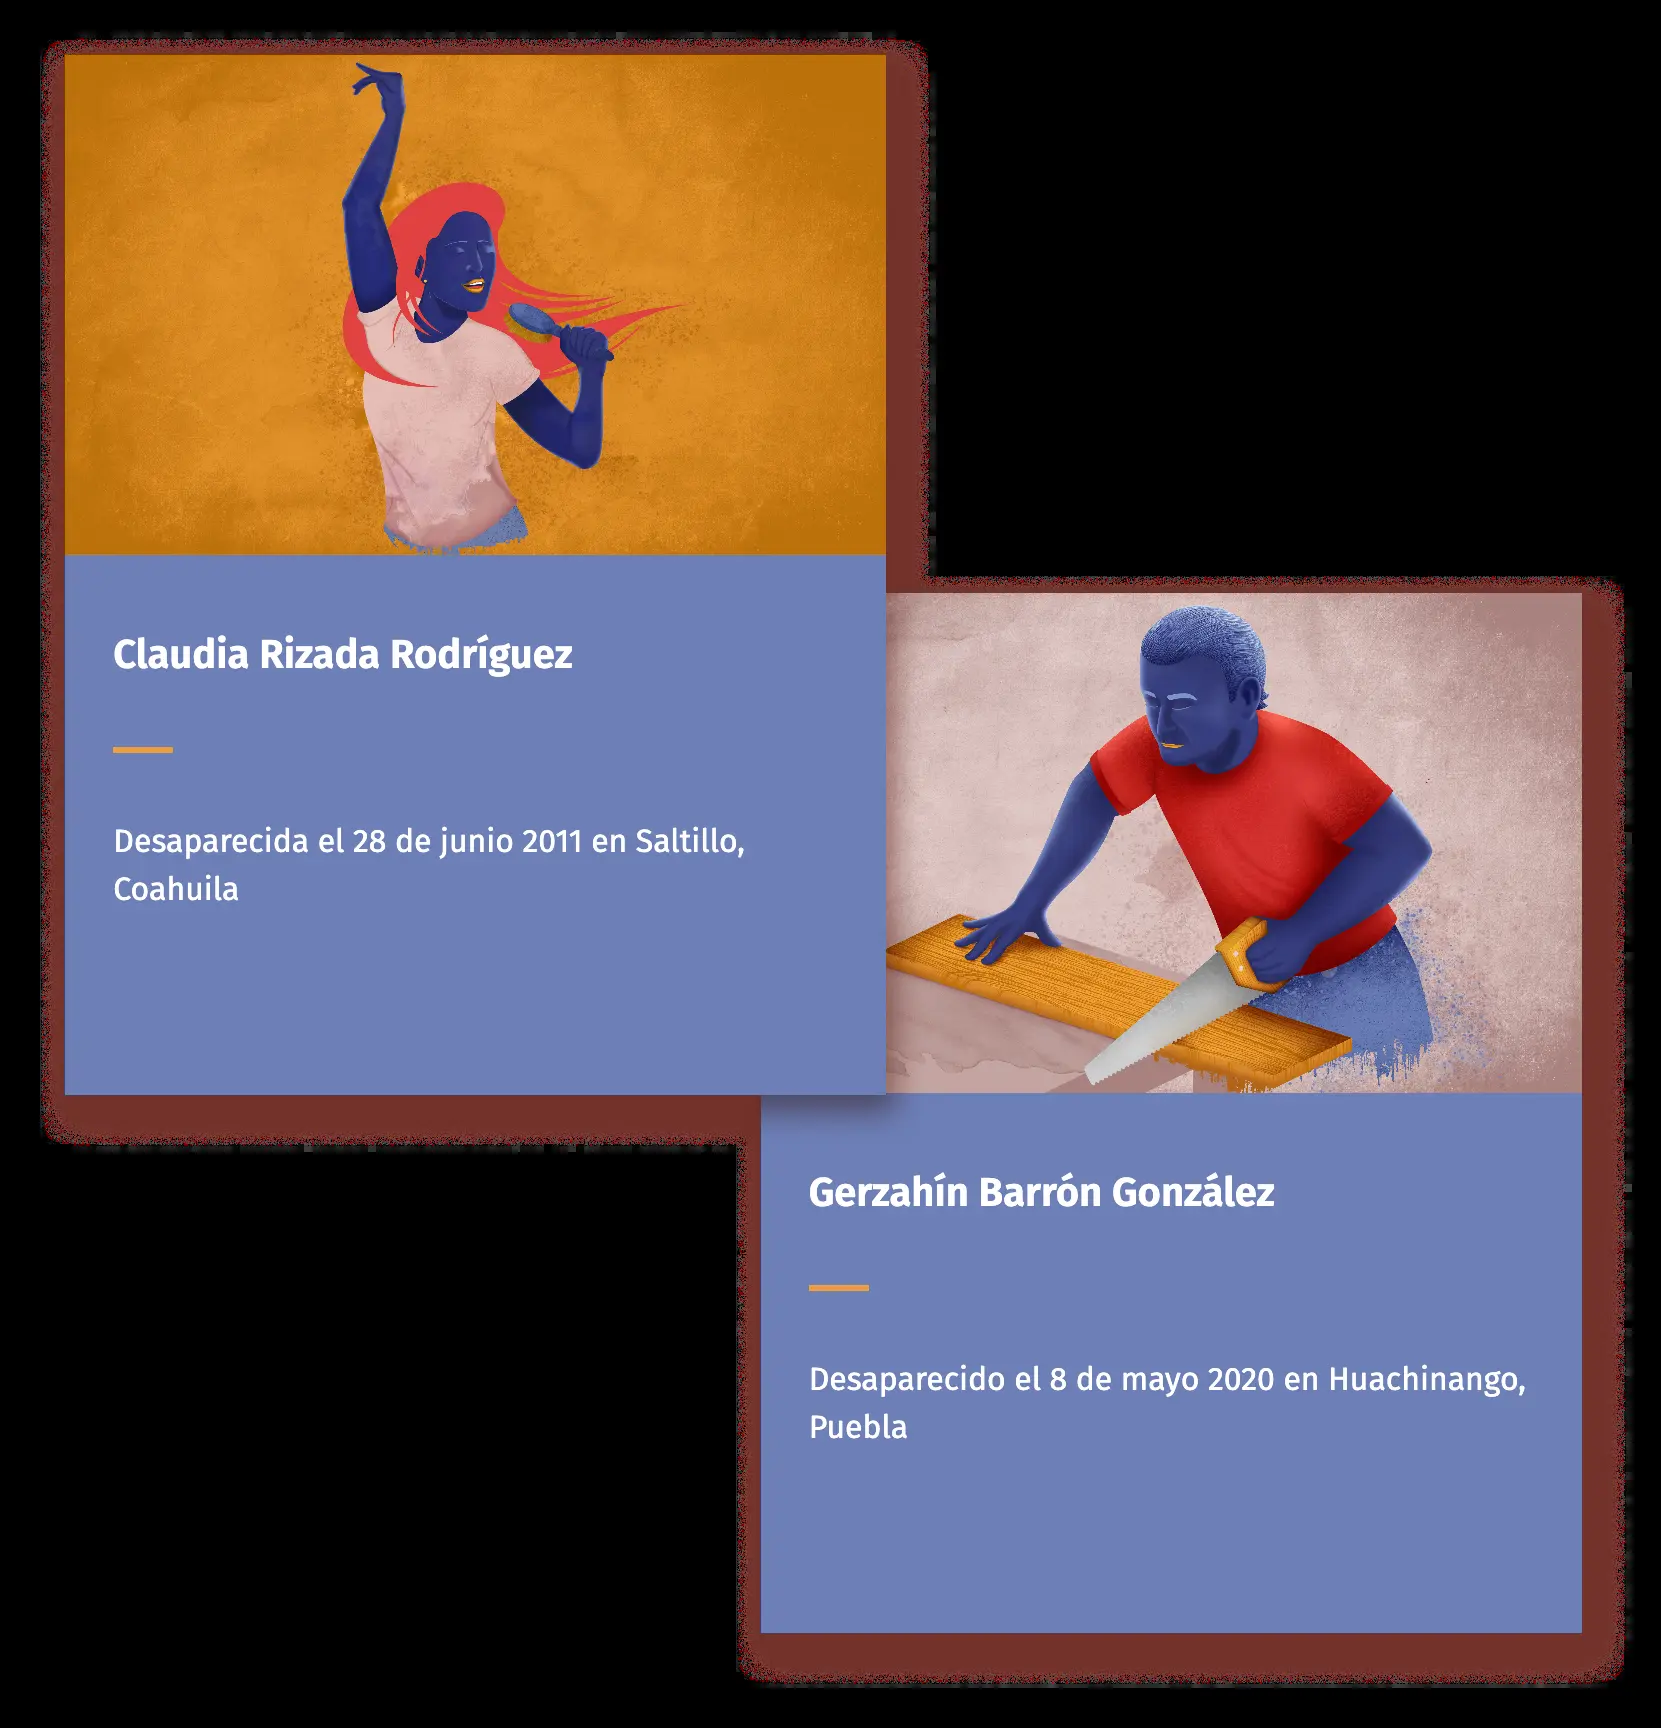 Claudia Rizada Rodríguez
Desaparecida el 28 de junio 2011 en Saltillo,
Coahuila
Gerzahín Barrón González
Desaparecido el 8 de mayo 2020 en Huachinango,
Puebla